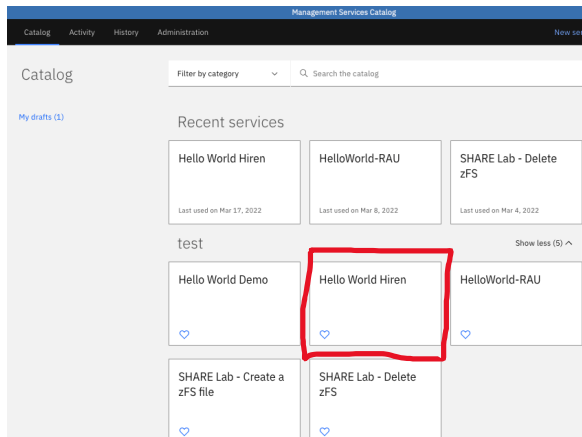 Management Services Catalog
Catalog Activity History Administration New ser
Catalog
Filter by category Search the catalog
My drafts (1)
Recent services
Hello World Hiren
Last used on Mar 17, 2022
HelloWorld-RAU
Last used on Mar 8, 2022
SHARE Lab - Delete
zFS
Last used on Mar 4, 2022
test
Show less (5)
Hello World Demo
Hello World Hiren
HelloWorld-RAU
SHARE Lab - Create a
zFS file
SHARE Lab - Delete
zFS